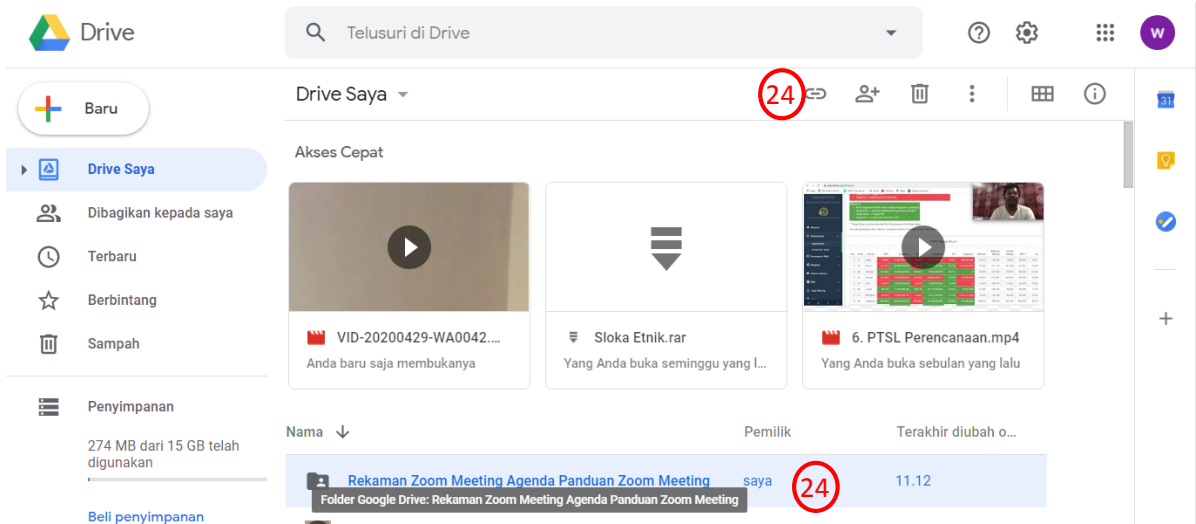 Drive
Telusuri di Drive
W
Baru
Drive Saya
24
31
Drive Saya
Dibagikan kepada saya
Terbaru
Berbintang
Sampah
Penyimpanan
274 MB dari 15 GB telah
digunakan
Beli penyimpanan
Akses Cepat
VID-20200429-WA0042....
Anda baru saja membukanya
Sloka Etnik.rar
Yang Anda buka seminggu yang l...
6. PTSL Perencanaan.mp4
Yang Anda buka sebulan yang lalu
Nama
Pemilik
Terakhir diubah o...
Rekaman Zoom Meeting Agenda Panduan Zoom Meeting
saya
24
11.12
Folder Google Drive: Rekaman Zoom Meeting Agenda Panduan Zoom Meeting